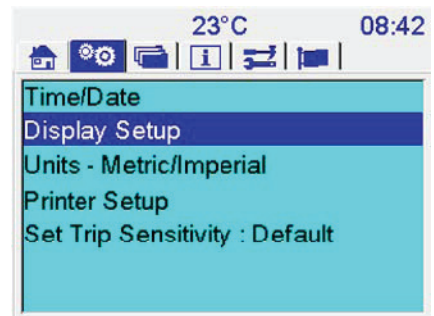 23°C 08:42
i
Time/Date
Display Setup
Units - Metric/Imperial
Printer Setup
Set Trip Sensitivity : Default